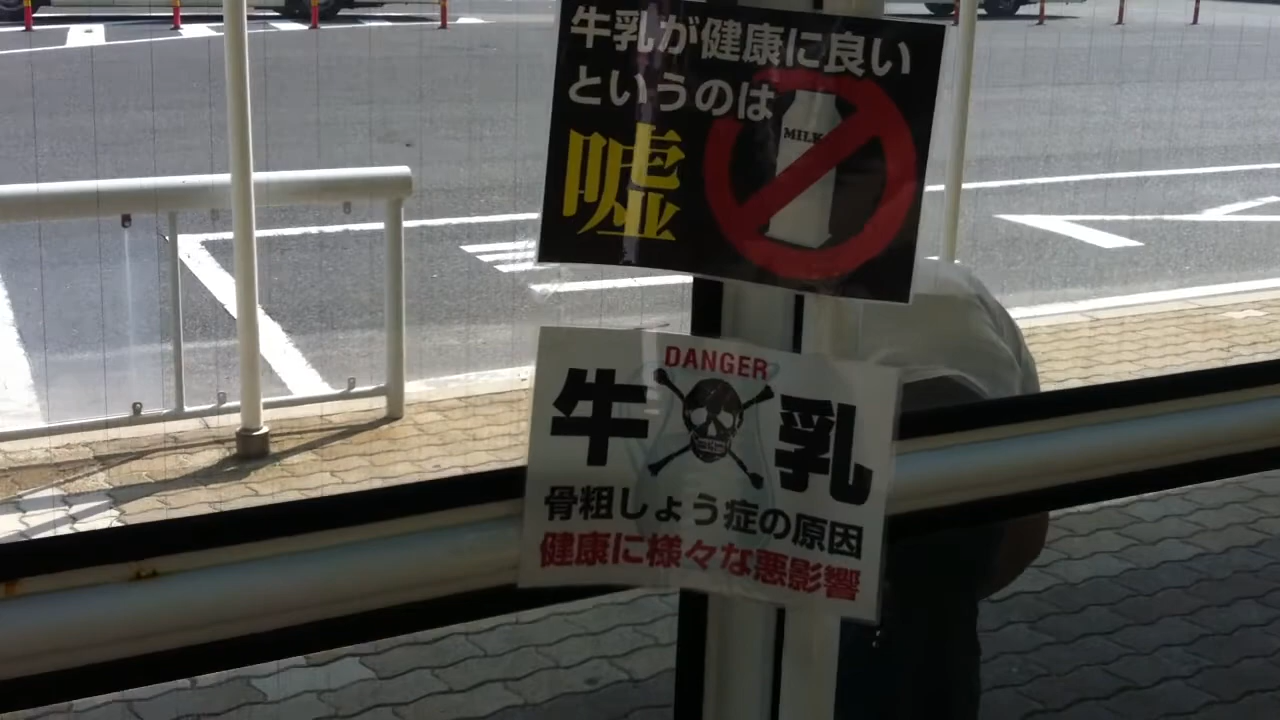 牛乳が健康に良い
というのは
嘘
MILK
DANGER
牛乳
骨粗しょう症の原因
健康に様々な悪影響